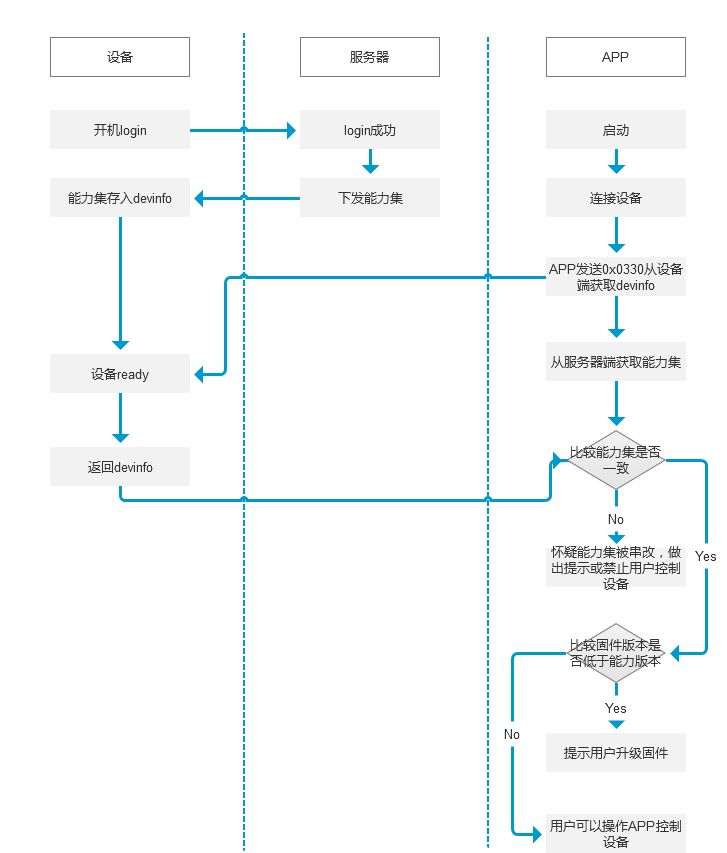 设备
服务器
APP
开机login
login成功
启动
能力集存入devinfo
下发能力集
连接设备
APP发送0x0330从设备
端获取devinfo
设备ready
从服务器端获取能力集
返回devinfo
比较能力集是否
一致
No
Yes
怀疑能力集被串改，做
出提示或禁止用户控制
设备
比较固件版本是
否低于能力版本
Yes
No
提示用户升级固件
用户可以操作APP控制
设备